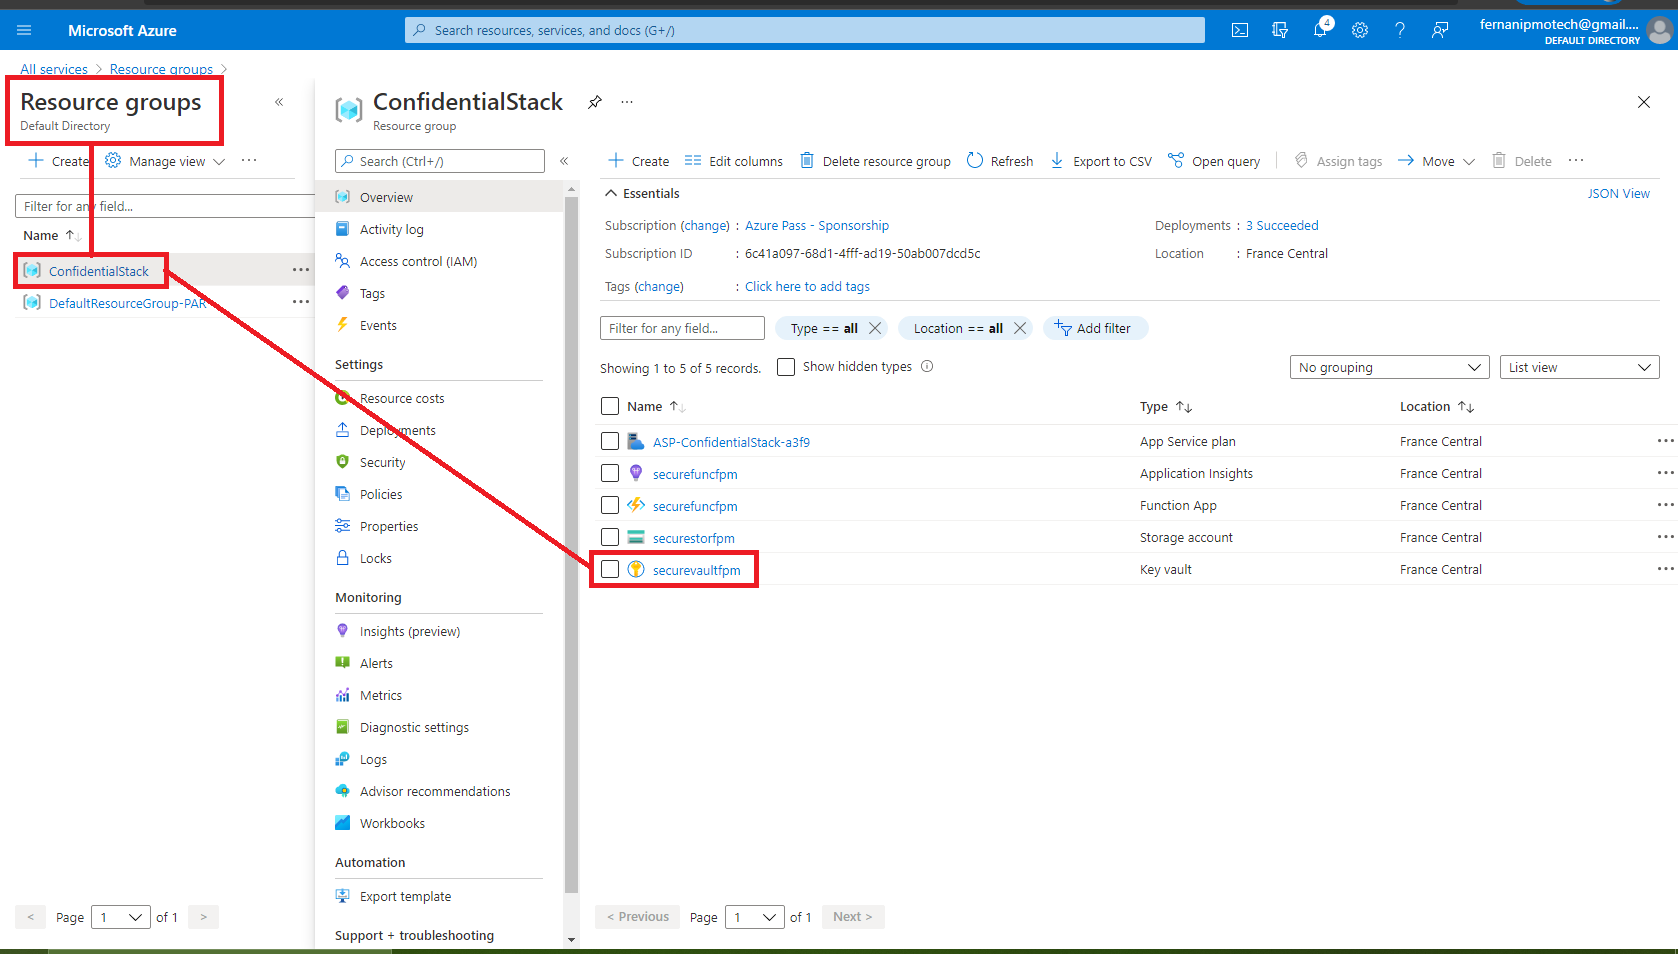 Microsoft Azure
Search resources, services, and docs (G+/)
4
fernanipmotech@gmail....
DEFAULT DIRECTORY
All services > Resource groups >
Resource groups
Default Directory
Create
Manage view
Filter for any field...
Name
ConfidentialStack
DefaultResourceGroup-PAR
< Page 1 of 1 >
ConfidentialStack
Resource group
Search (Ctrl+/)
Overview
Activity log
Access control (IAM)
Tags
Events
Settings
Resource costs
Deployments
Security
Policies
Properties
Locks
Monitoring
Insights (preview)
Alerts
Metrics
Diagnostic settings
Logs
Advisor recommendations
Workbooks
Automation
Export template
Support + troubleshooting
Create Edit columns Delete resource group Refresh Export to CSV Open query Assign tags Move Delete
Essentials
JSON View
Subscription (change) : Azure Pass - Sponsorship
Deployments : 3 Succeeded
Subscription ID : 6c41a097-68d1-4fff-ad19-50ab007dcd5c
Location : France Central
Tags (change) : Click here to add tags
Filter for any field... Type == all Location == all Add filter
Showing 1 to 5 of 5 records. Show hidden types
No grouping List view
Name Type Location
ASP-ConfidentialStack-a3f9 App Service plan France Central
securefuncfpm Application Insights France Central
securefuncfpm Function App France Central
securestorfpm Storage account France Central
securevaultfpm Key vault France Central
< Previous Page 1 of 1 Next >